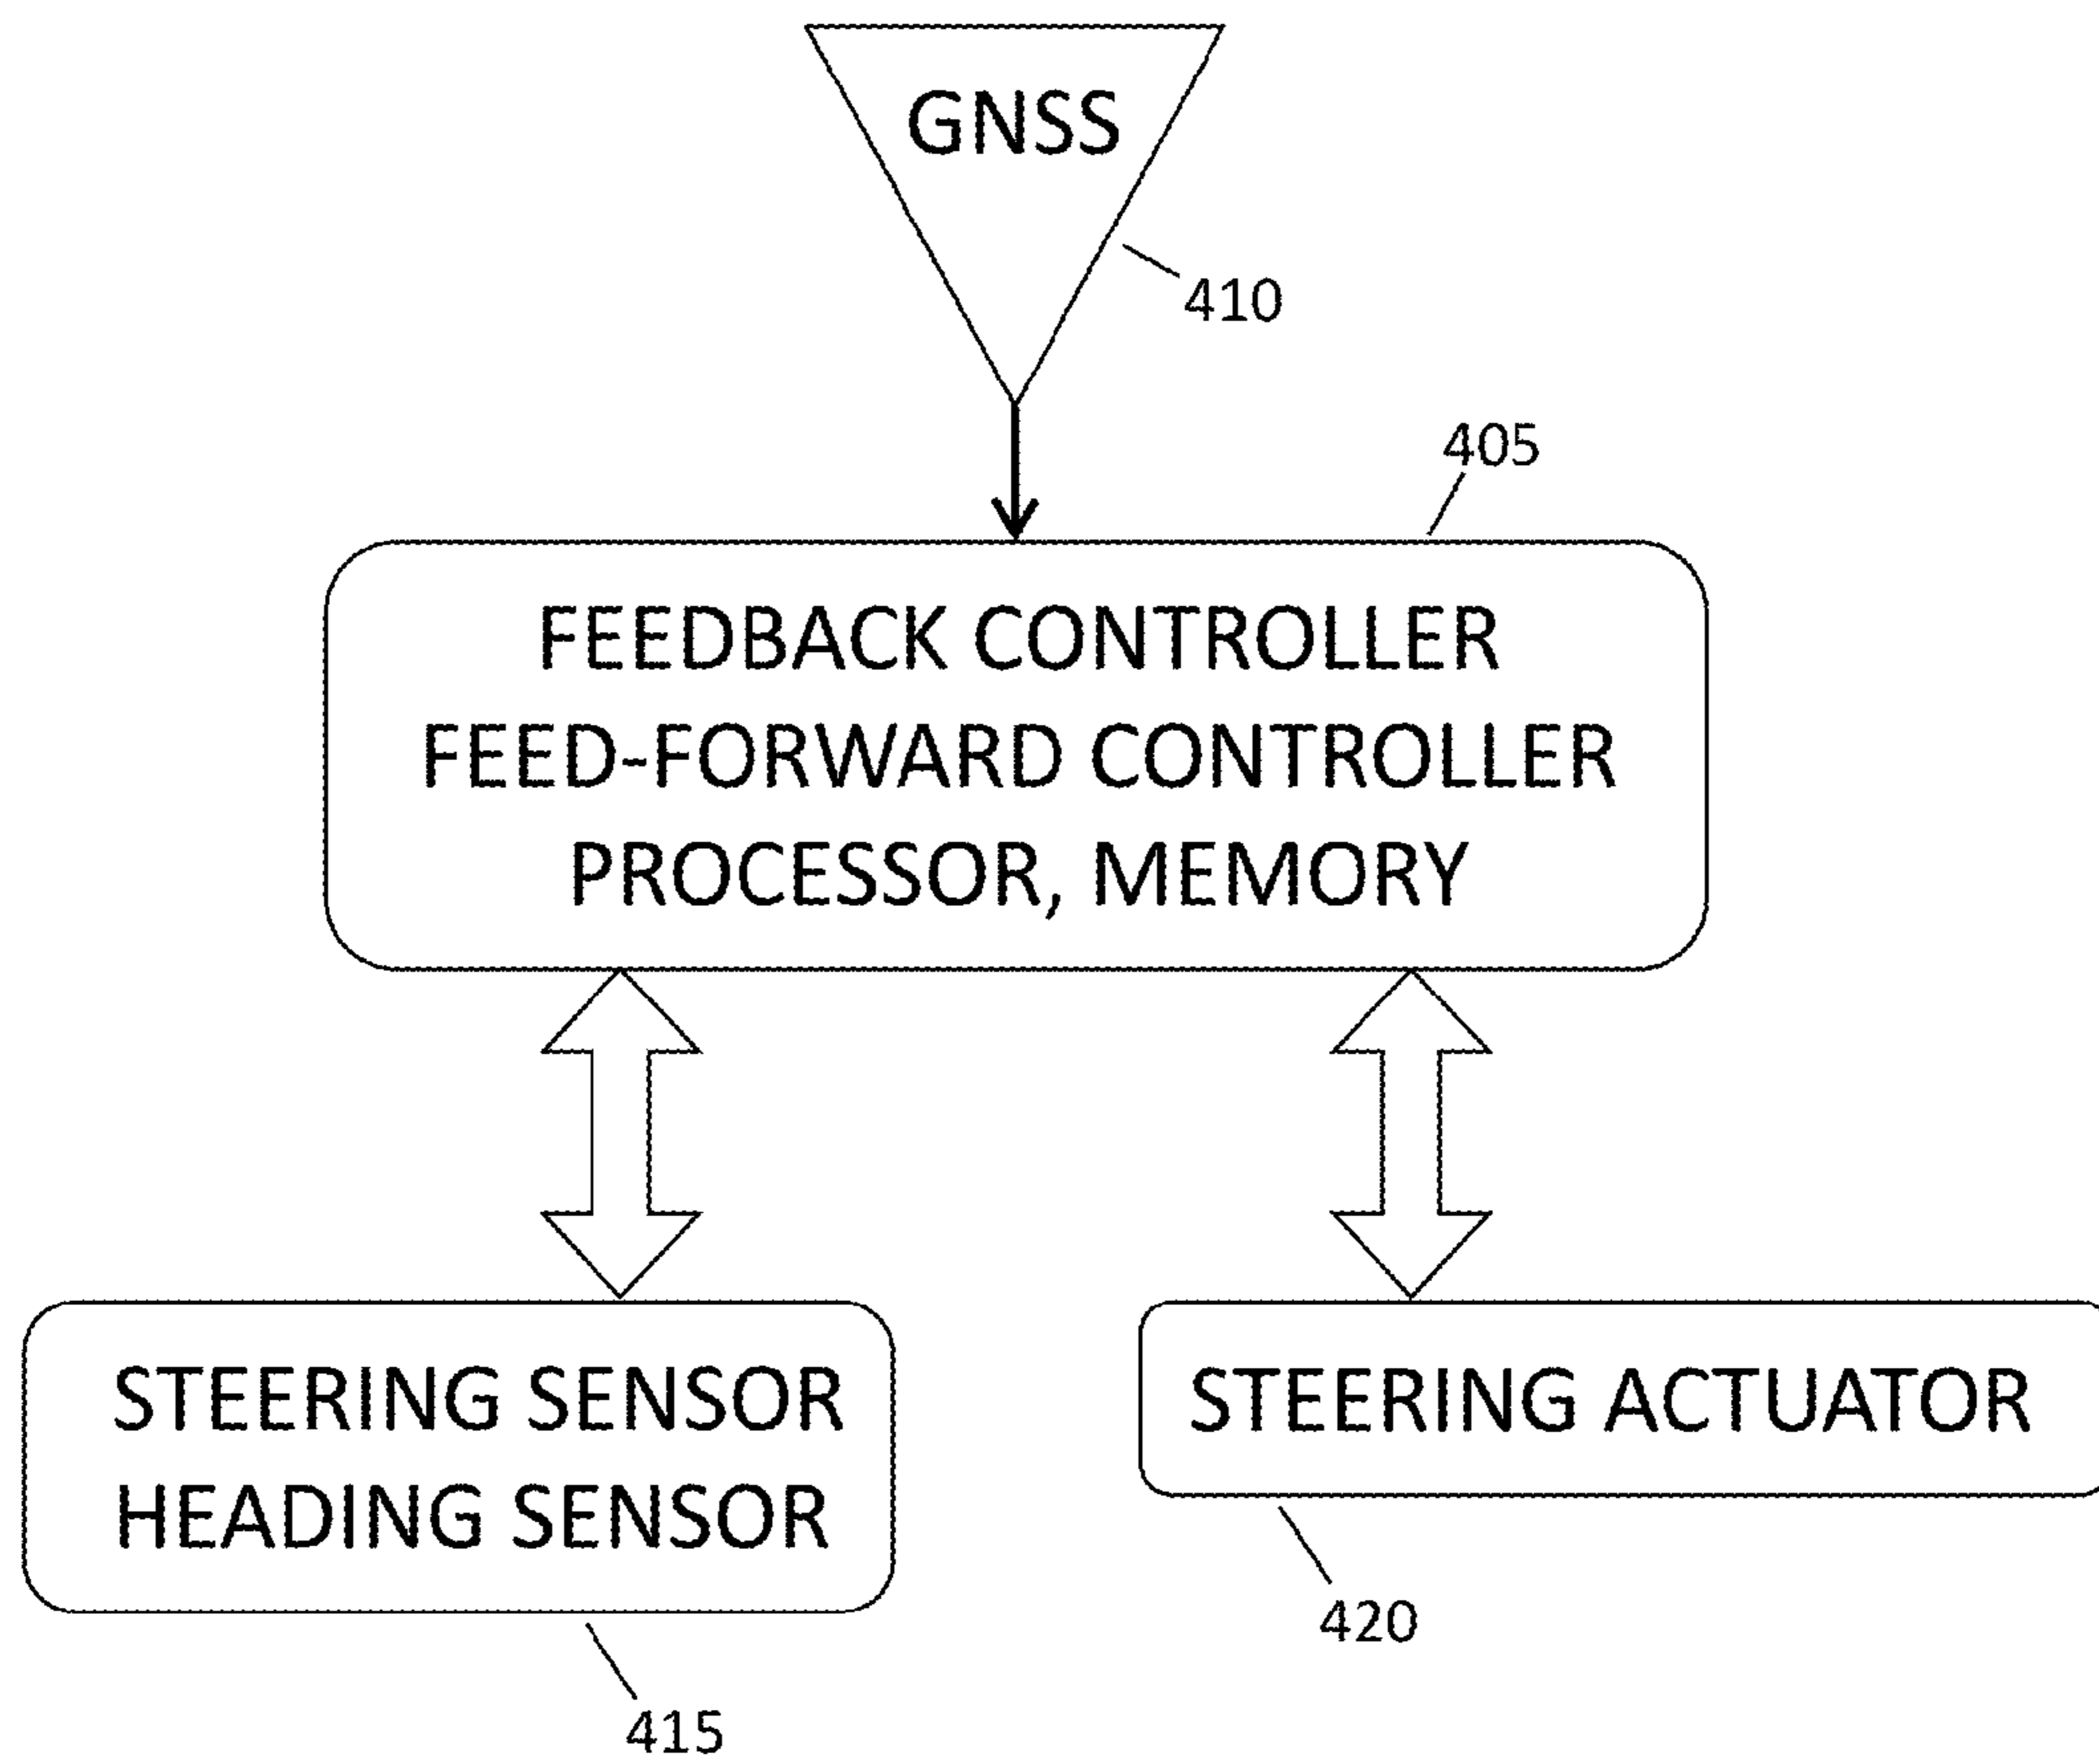 GNSS
410
405
FEEDBACK CONTROLLER
FEED-FORWARD CONTROLLER
PROCESSOR, MEMORY
STEERING SENSOR
HEADING SENSOR
STEERING ACTUATOR
420
415